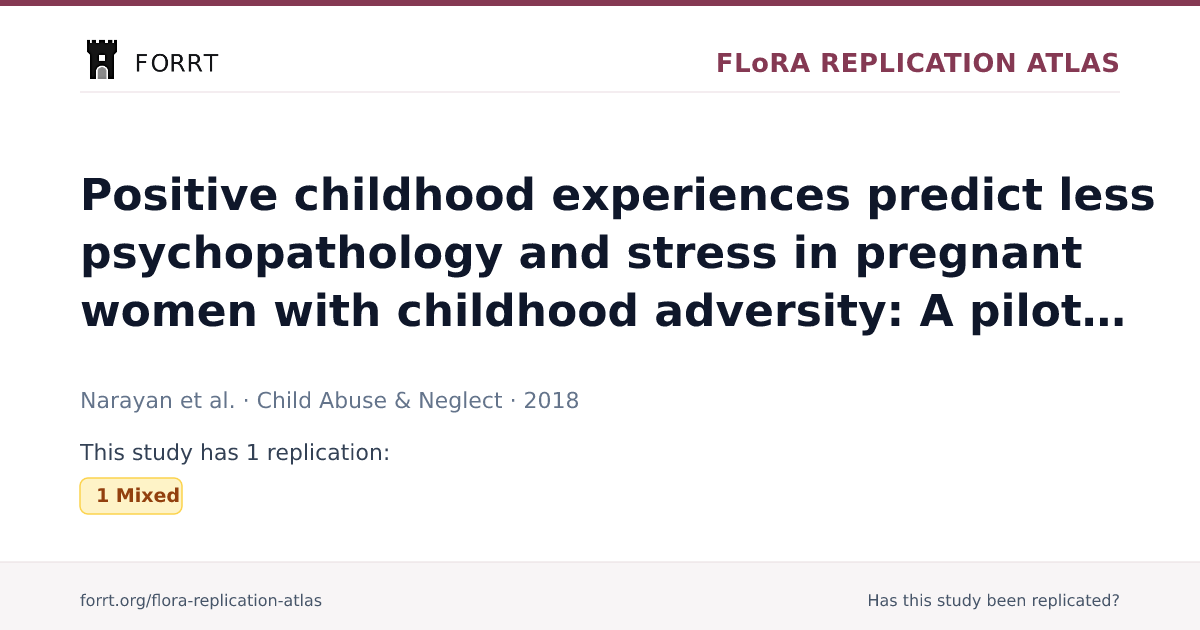 FORRT
FLoRA REPLICATION ATLAS
Positive childhood experiences predict less
psychopathology and stress in pregnant
women with childhood adversity: A pilot…
Narayan et al. · Child Abuse & Neglect · 2018
This study has 1 replication:
1 Mixed
forrt.org/flora-replication-atlas
Has this study been replicated?